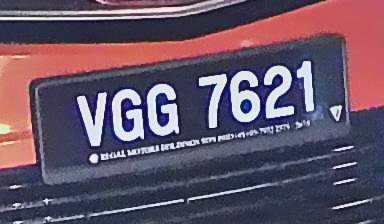 VGG 7621
REGAL MOTORS HOLDINGS SDN BHD